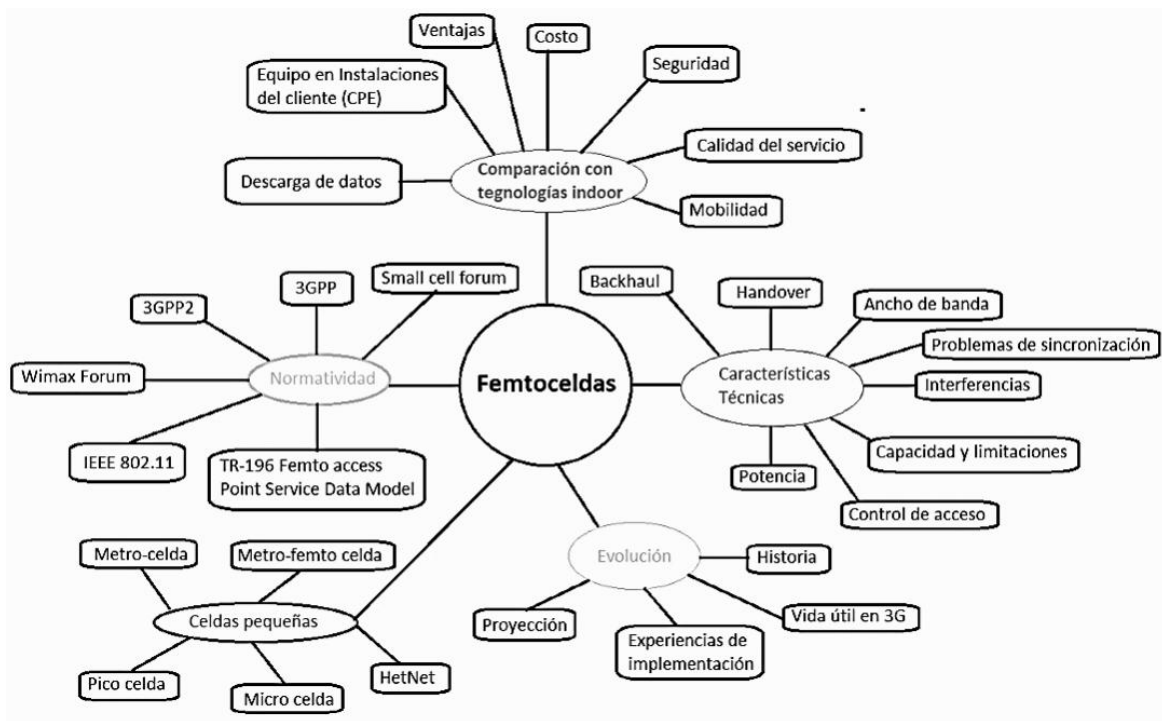 Ventajas
Costo
Seguridad
Equipo en Instalaciones
del cliente (CPE)
Calidad del servicio
Comparación con
tegnologías indoor
Descarga de datos
Mobilidad
Backhaul
Handover
Ancho de banda
Problemas de sincronización
Características
Técnicas
Interferencias
Capacidad y limitaciones
Potencia
Control de acceso
Small cell forum
3GPP
3GPP2
Wimax Forum
Normatividad
IEEE 802.11
TR-196 Femto access
Point Service Data Model
Femtoceldas
Metro-celda
Metro-femto celda
Celdas pequeñas
Pico celda
Micro celda
HetNet
Evolución
Historia
Vida útil en 3G
Proyección
Experiencias de
implementación